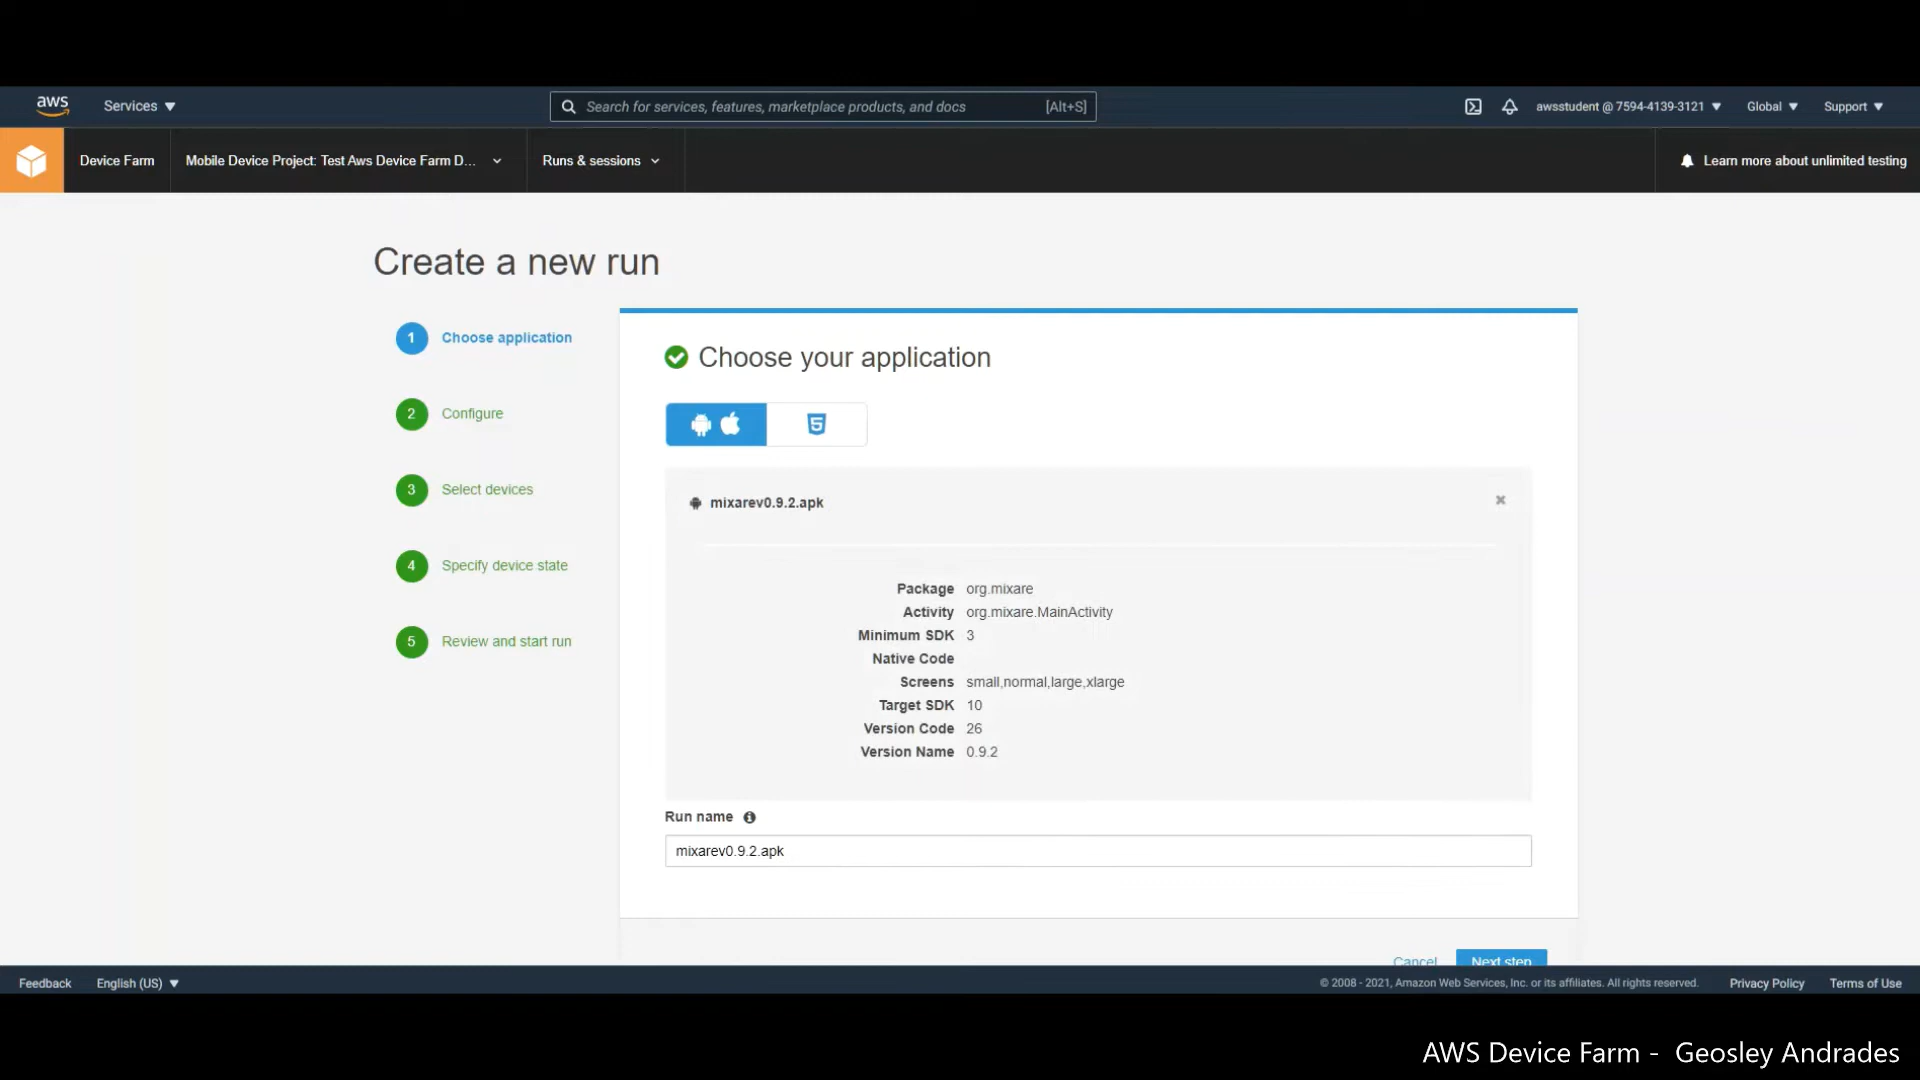 aws
Services
Search for services, features, marketplace products, and docs
[Alt+S]
awsstudent @ 7594-4139-3121
Global
Support
Device Farm
Mobile Device Project: Test Aws Device Farm D...
Runs & sessions
Learn more about unlimited testing
Create a new run
1 Choose application
2 Configure
3 Select devices
4 Specify device state
5 Review and start run
Choose your application
5
mixarev0.9.2.apk
Package org.mixare
Activity org.mixare.MainActivity
Minimum SDK 3
Native Code
Screens small,normal,large,xlarge
Target SDK 10
Version Code 26
Version Name 0.9.2
Run name
mixarev0.9.2.apk
Cancel
Next step
Feedback
English (US)
© 2008 - 2021, Amazon Web Services, Inc. or its affiliates. All rights reserved.
Privacy Policy
Terms of Use
AWS Device Farm - Geosley Andrades